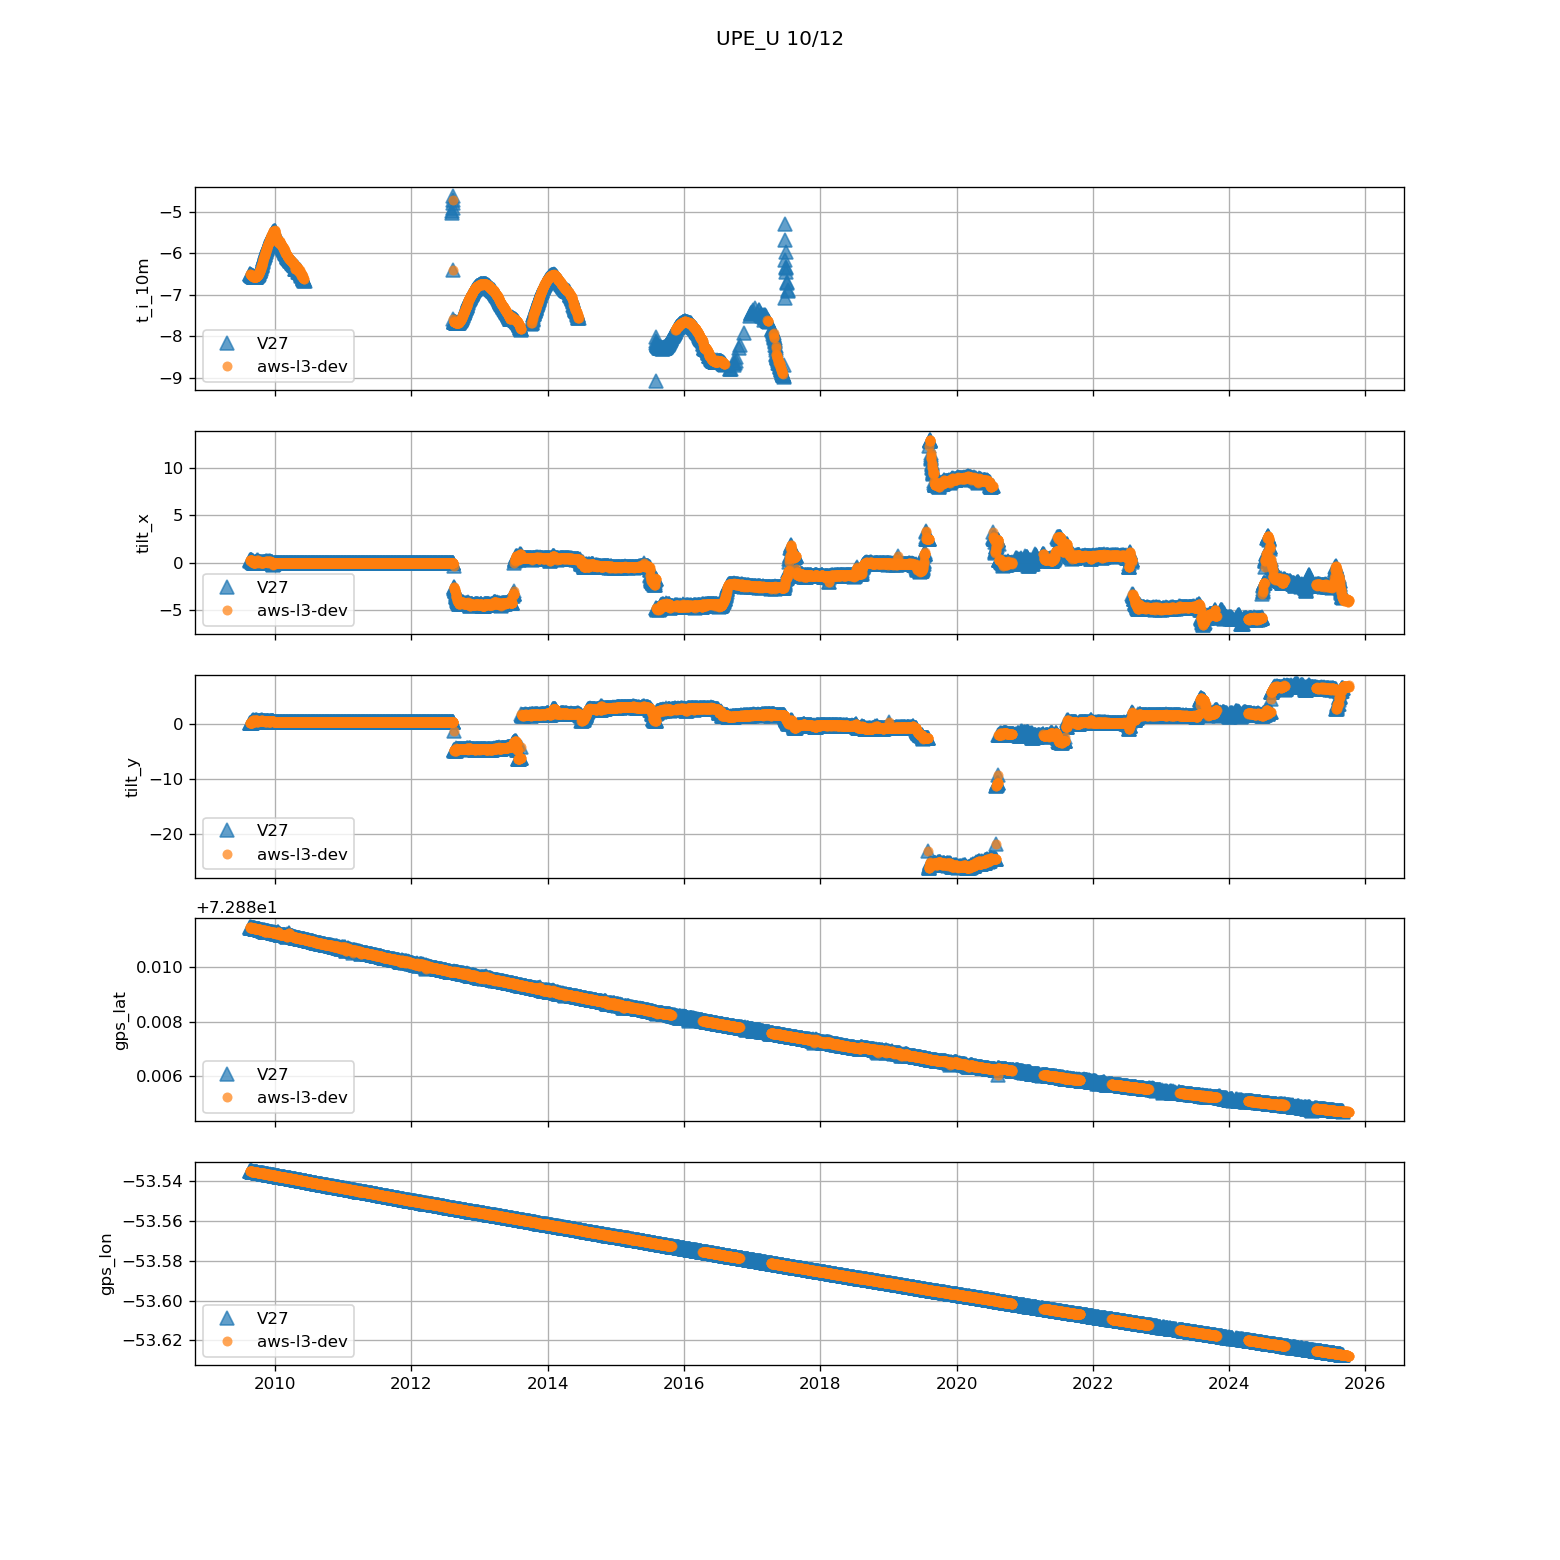 UPE_U 10/12
t_i_10m
−5
−6
−7
−8
−9
V27
aws-l3-dev
tilt_x
10
5
0
−5
V27
aws-l3-dev
tilt_y
0
−10
−20
V27
aws-l3-dev
+7.288e1
gps_lat
0.010
0.008
0.006
V27
aws-l3-dev
gps_lon
−53.54
−53.56
−53.58
−53.60
−53.62
V27
aws-l3-dev
2010 2012 2014 2016 2018 2020 2022 2024 2026